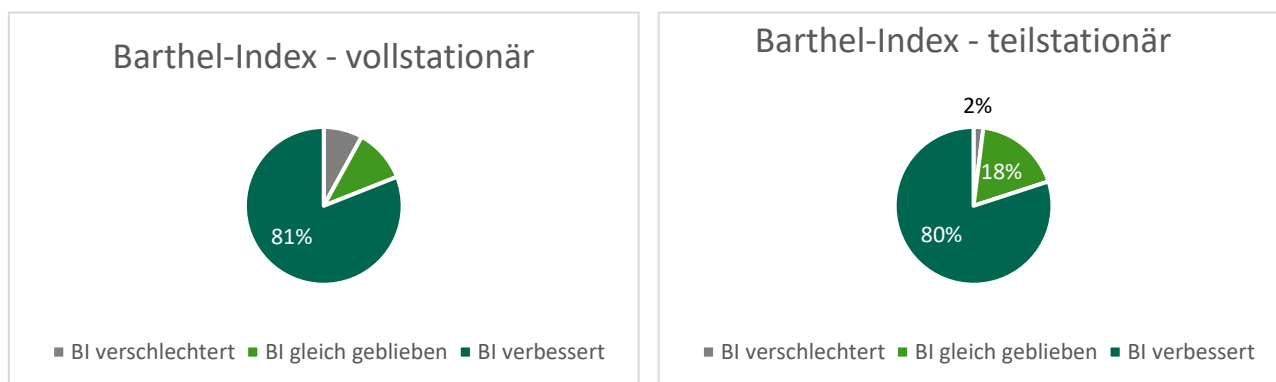 Barthel-Index - vollstationär
81%
BI verschlechtert BI gleich geblieben BI verbessert
Barthel-Index - teilstationär
2%
18%
80%
BI verschlechtert BI gleich geblieben BI verbessert